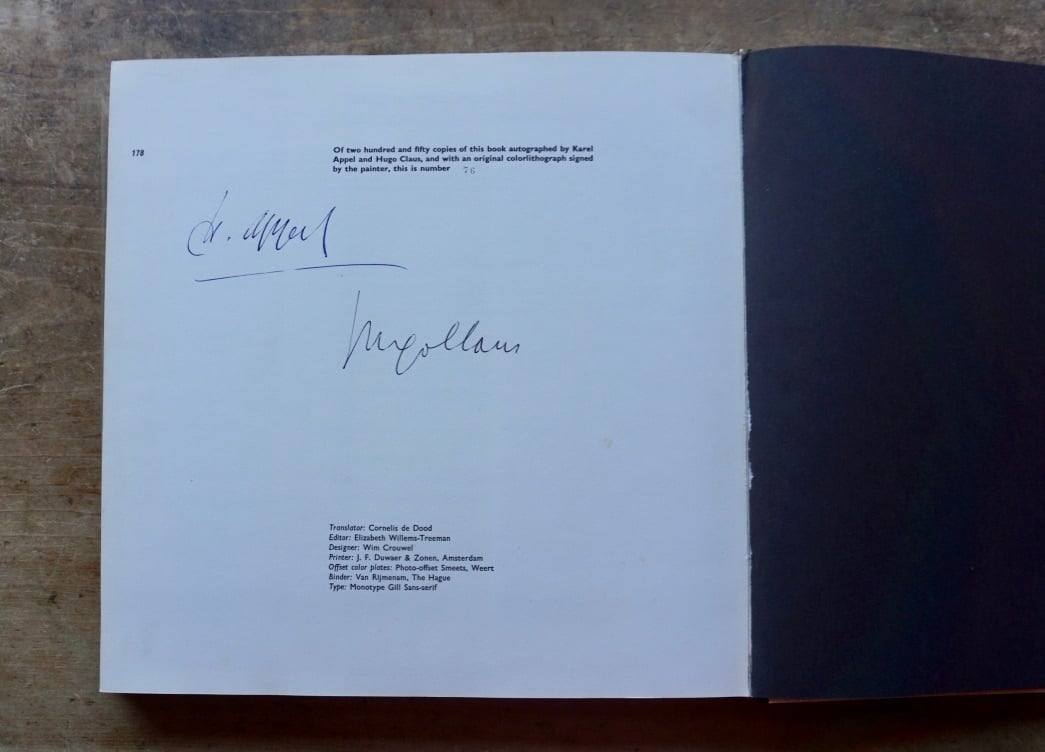 178
Of two hundred and fifty copies of this book autographed by Karel
Appel and Hugo Claus, and with an original colorlithograph signed
by the painter, this is number 76
K. Appel
Hugo Claus
Translator: Cornelis de Dood
Editor: Elizabeth Willems-Treeman
Designer: Wim Crouwel
Printer: J. F. Duwaer & Zonen, Amsterdam
Offset color plates: Photo-offset Smeets, Weert
Binder: Van Rijmenam, The Hague
Type: Monotype Gill Sans-serif